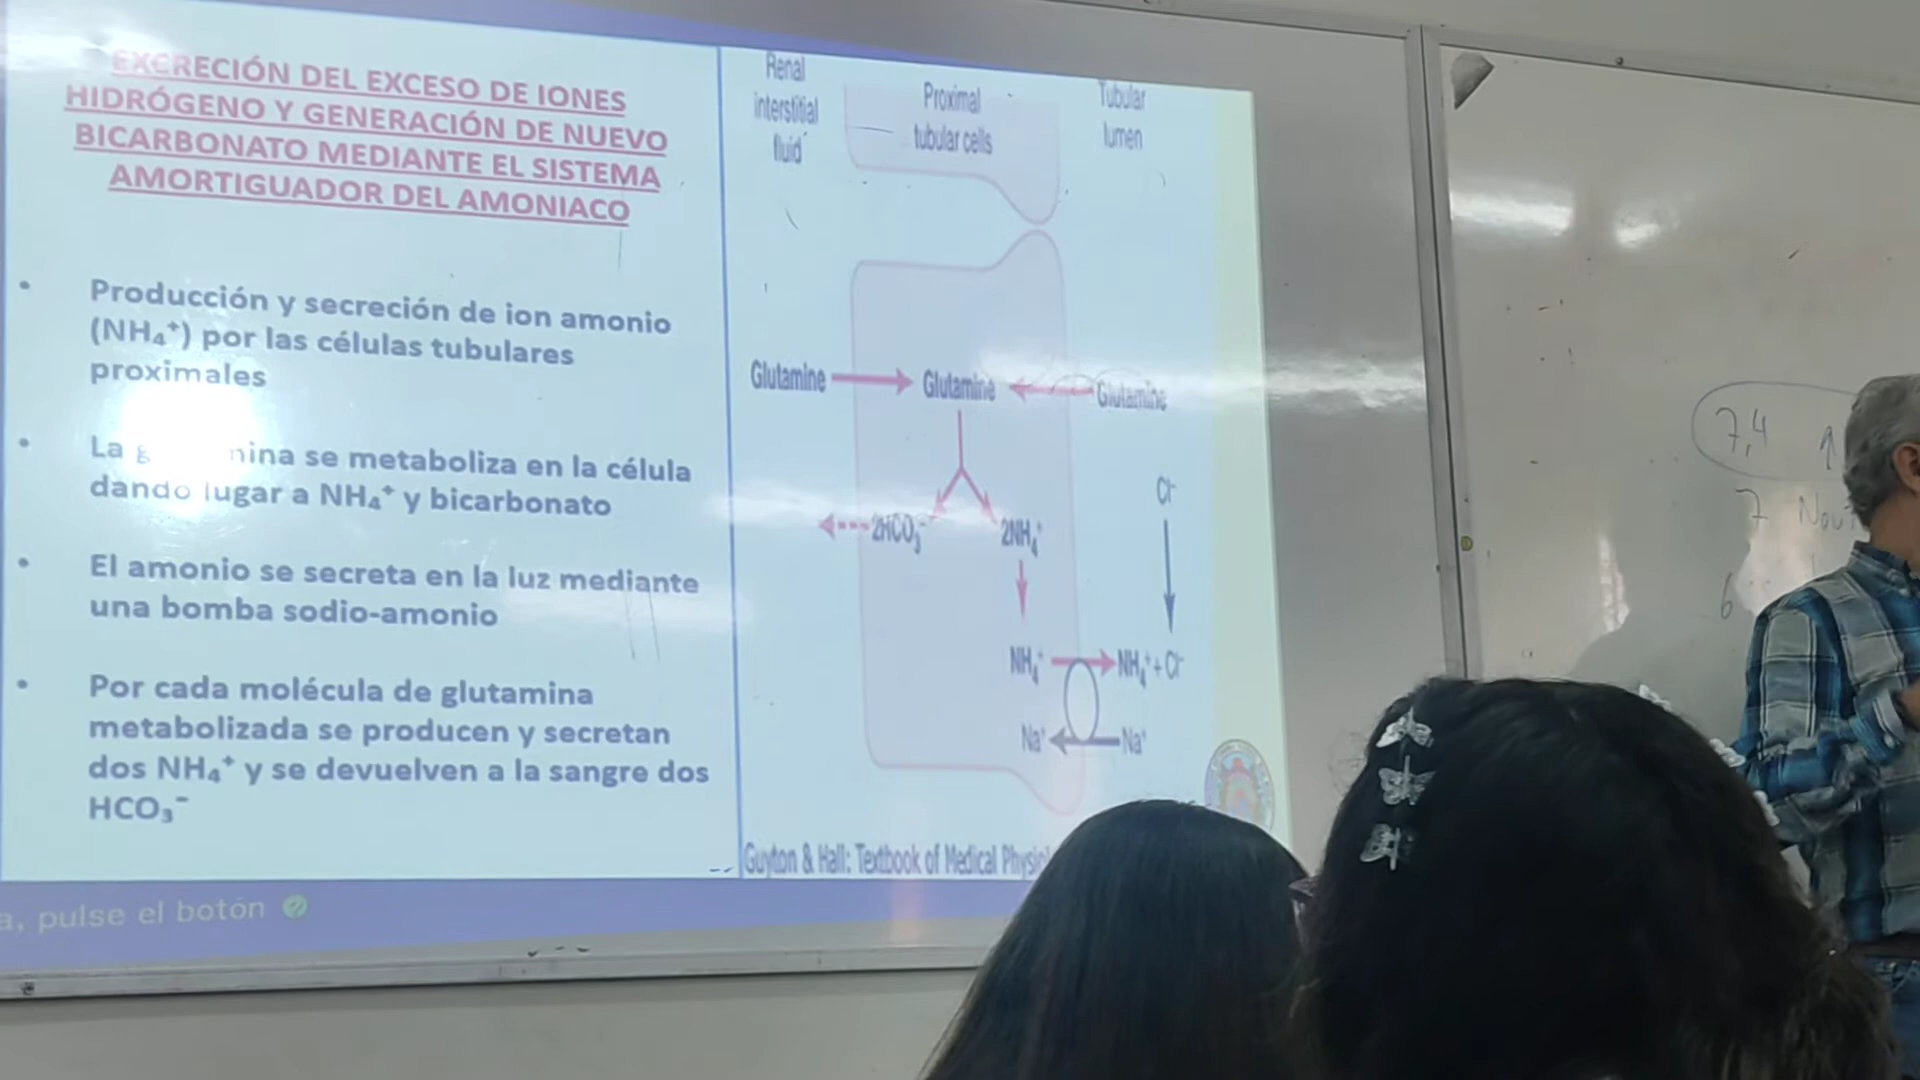 EXCRECIÓN DEL EXCESO DE IONES
HIDRÓGENO Y GENERACIÓN DE NUEVO
BICARBONATO MEDIANTE EL SISTEMA
AMORTIGUADOR DEL AMONIACO
• Producción y secreción de ion amonio
(NH₄⁺) por las células tubulares
proximales
• La g mina se metaboliza en la célula
dando lugar a NH₄⁺ y bicarbonato
• El amonio se secreta en la luz mediante
una bomba sodio-amonio
• Por cada molécula de glutamina
metabolizada se producen y secretan
dos NH₄⁺ y se devuelven a la sangre dos
HCO₃⁻
a, pulse el botón
Renal
interstitial
fluid
Proximal
tubular cells
Tubular
lumen
Glutamine
Glutamine
Glutamine
Cl⁻
2HCO₃⁻
2NH₄⁺
NH₄⁺
NH₄⁺ + Cl⁻
Na⁺
Na⁺
Guyton & Hall: Textbook of Medical Physiol
7,4
7
6